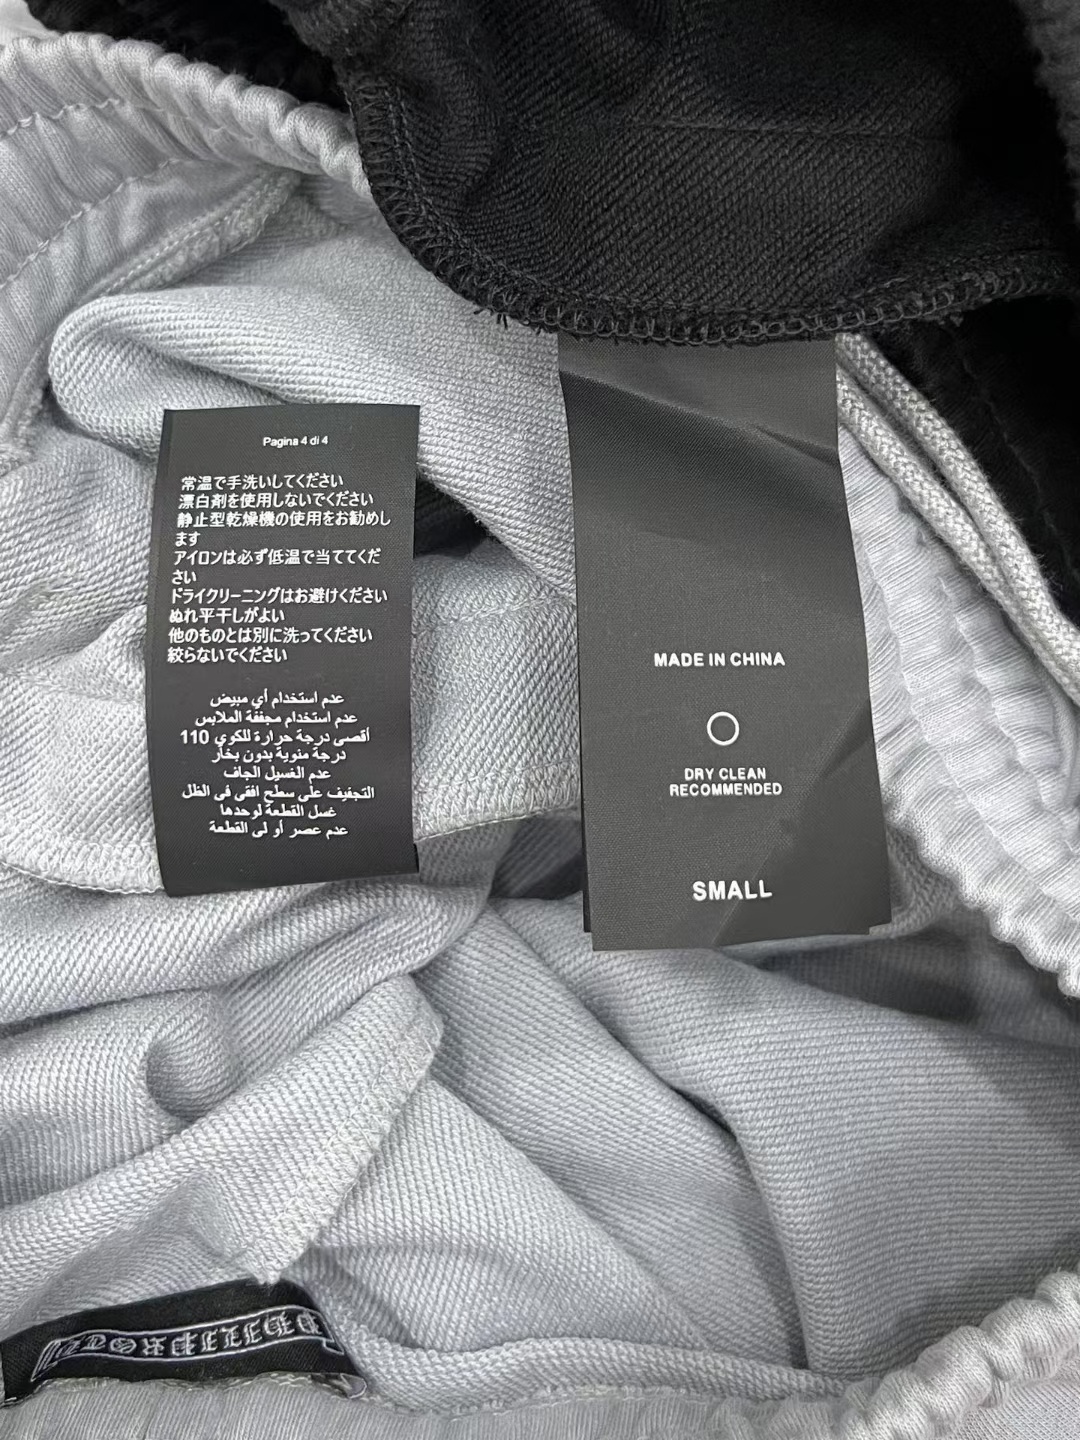 Pagina 4 di 4
常温で手洗いしてください
漂白剤を使用しないでください
静止型乾燥機の使用をお勧めし
ます
アイロンは必ず低温で当ててくだ
さい
ドライクリーニングはお避けください
ぬれ平干しがよい
他のものとは別に洗ってください
絞らないでください
عدم استخدام أي مبيض
عدم استخدام مجففة الملابس
أقصى درجة حرارة للكوي 110
درجة مئوية بدون بخار
عدم الغسيل الجاف
التجفيف على سطح افقى فى الظل
غسل القطعة لوحدها
عدم عصر أو لى القطعة
MADE IN CHINA
DRY CLEAN
RECOMMENDED
SMALL